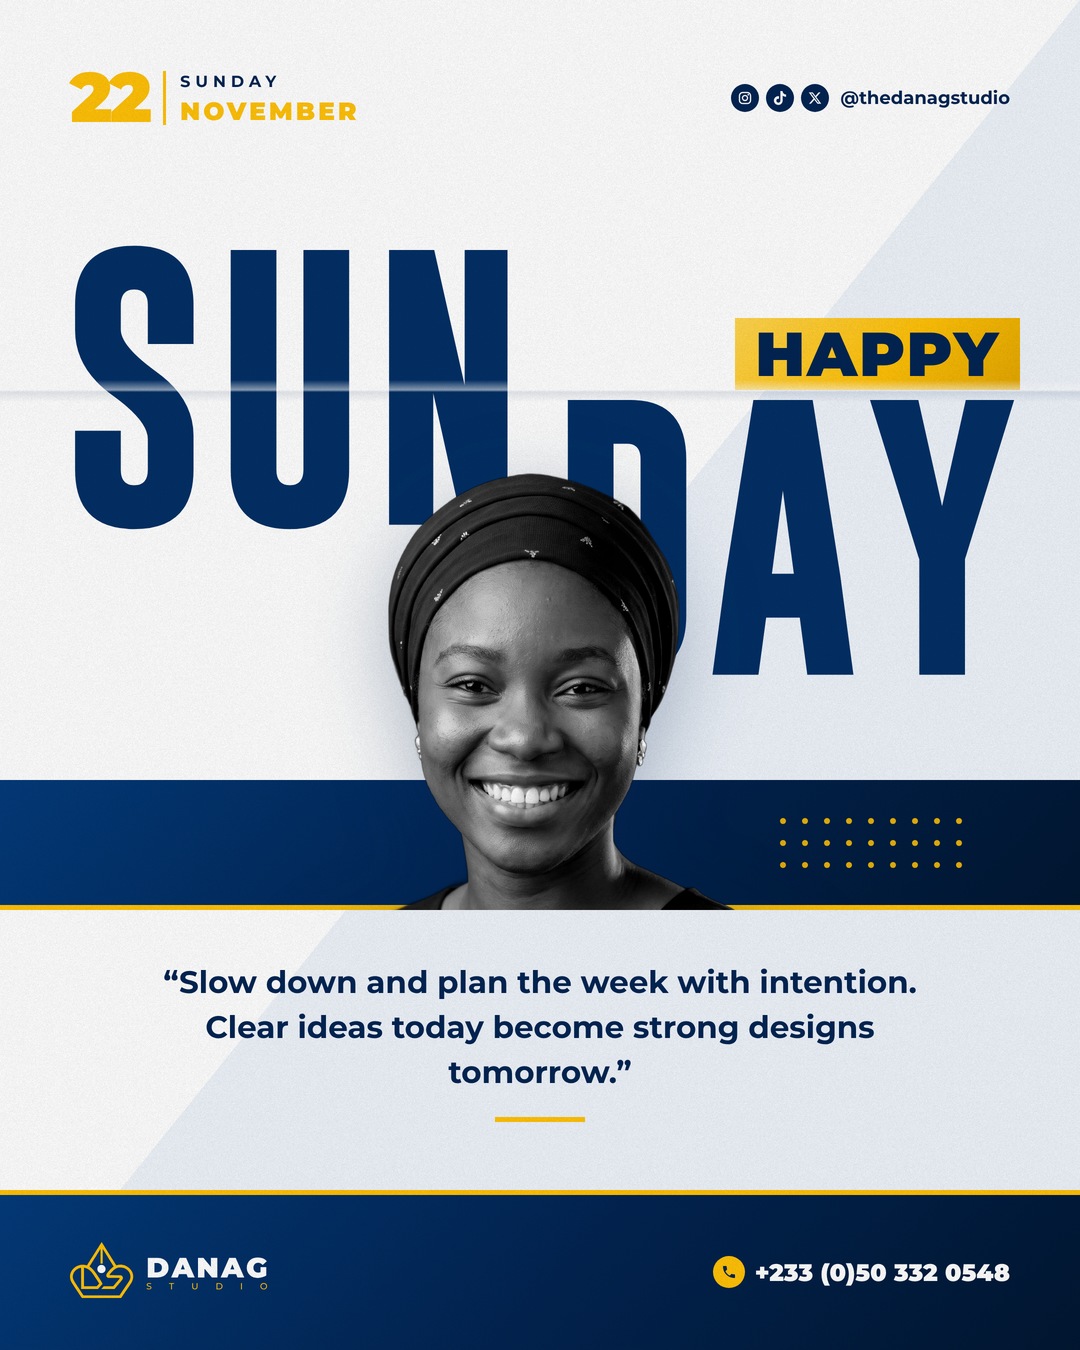 22
SUNDAY
NOVEMBER
@thedanagstudio
HAPPY
SUN
DAY
“Slow down and plan the week with intention.
Clear ideas today become strong designs
tomorrow.”
DS
DANAG
STUDIO
+233 (0)50 332 0548